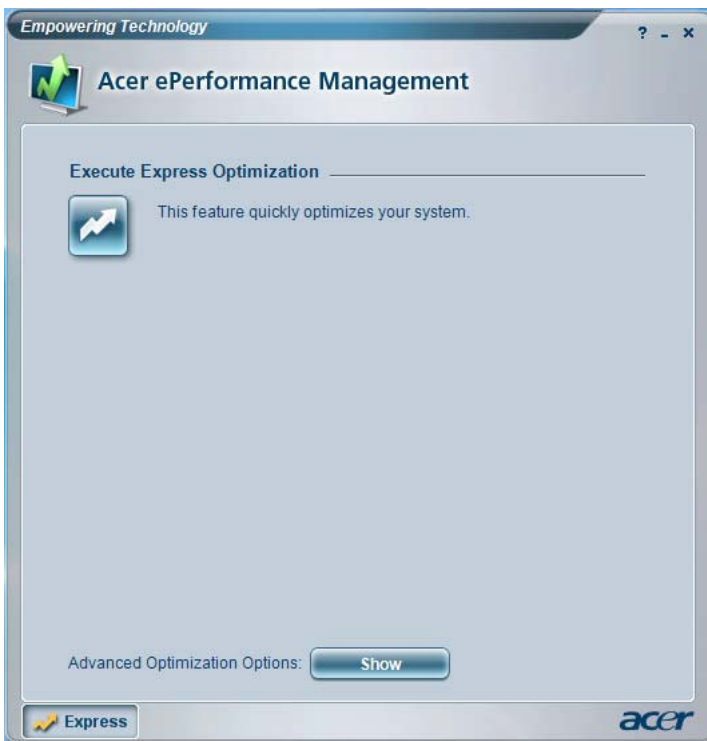 Empowering Technology
? - x
Acer ePerformance Management
Execute Express Optimization
This feature quickly optimizes your system.
Advanced Optimization Options: Show
Express
acer